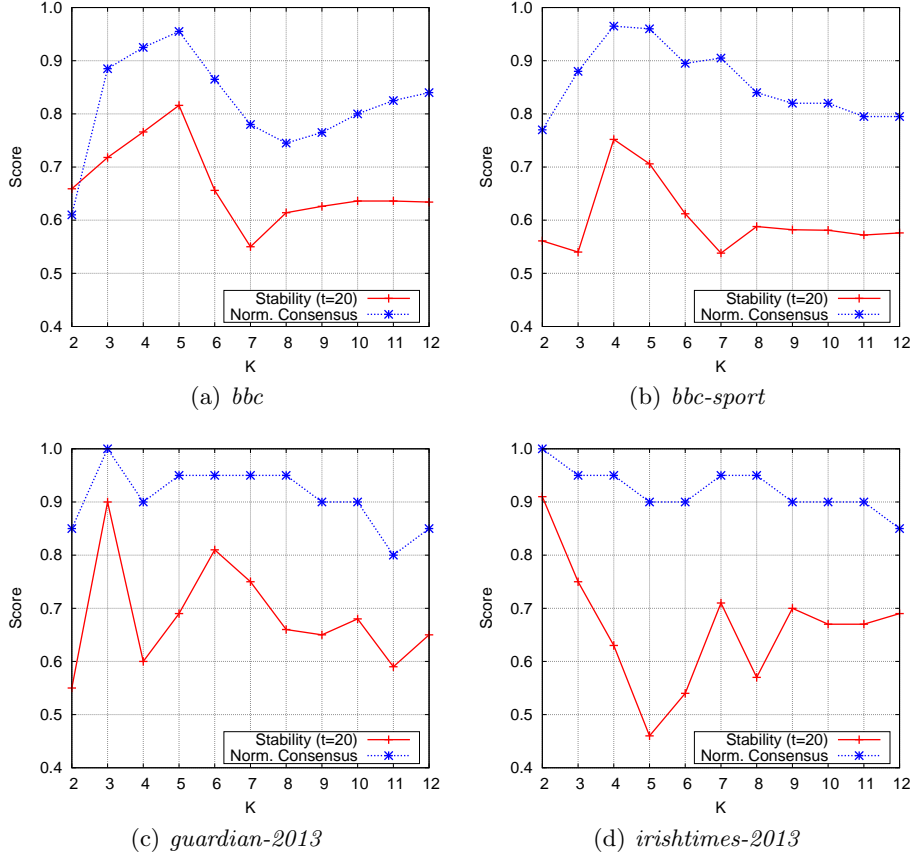 1.0
0.9
0.8
0.7
0.6
0.5
0.4
Score
Stability (t=20)
Norm. Consensus
2 3 4 5 6 7 8 9 10 11 12
K
(a) bbc
1.0
0.9
0.8
0.7
0.6
0.5
0.4
Score
Stability (t=20)
Norm. Consensus
2 3 4 5 6 7 8 9 10 11 12
K
(b) bbc-sport
1.0
0.9
0.8
0.7
0.6
0.5
0.4
Score
Stability (t=20)
Norm. Consensus
2 3 4 5 6 7 8 9 10 11 12
K
(c) guardian-2013
1.0
0.9
0.8
0.7
0.6
0.5
0.4
Score
Stability (t=20)
Norm. Consensus
2 3 4 5 6 7 8 9 10 11 12
K
(d) irishtimes-2013